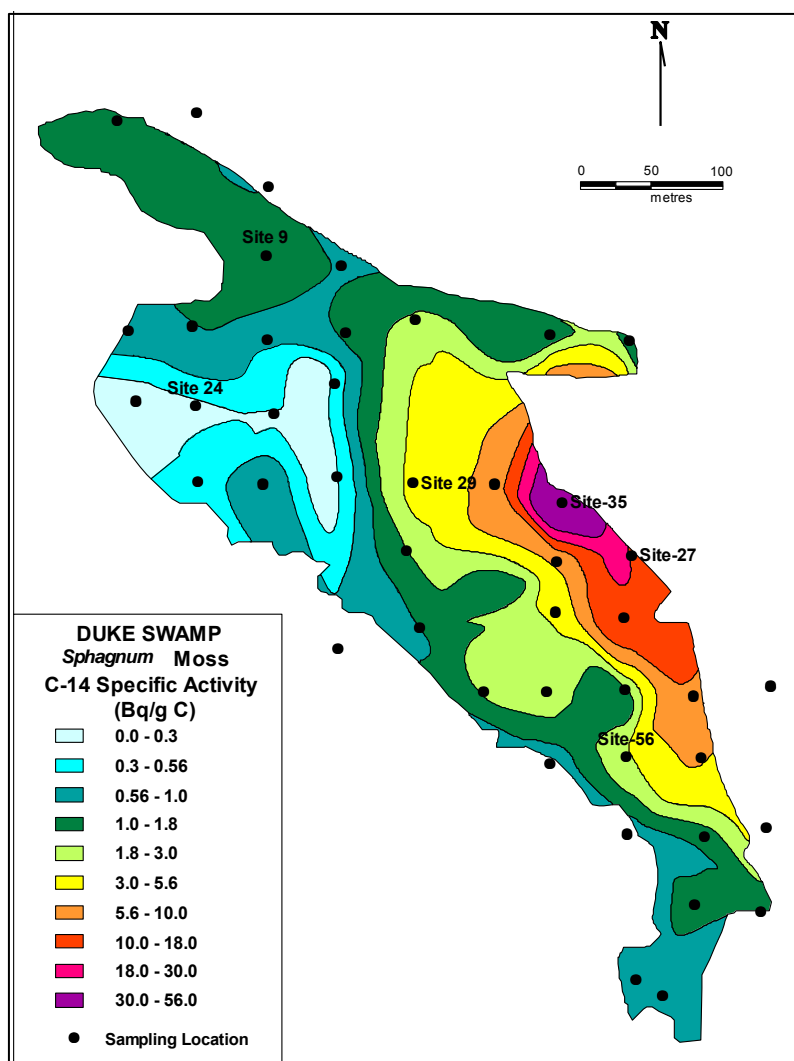 N
0 50 100
metres
Site 9
Site 24
Site 29
Site-35
Site-27
Site-56
DUKE SWAMP
Sphagnum Moss
C-14 Specific Activity
(Bq/g C)
0.0 - 0.3
0.3 - 0.56
0.56 - 1.0
1.0 - 1.8
1.8 - 3.0
3.0 - 5.6
5.6 - 10.0
10.0 - 18.0
18.0 - 30.0
30.0 - 56.0
Sampling Location